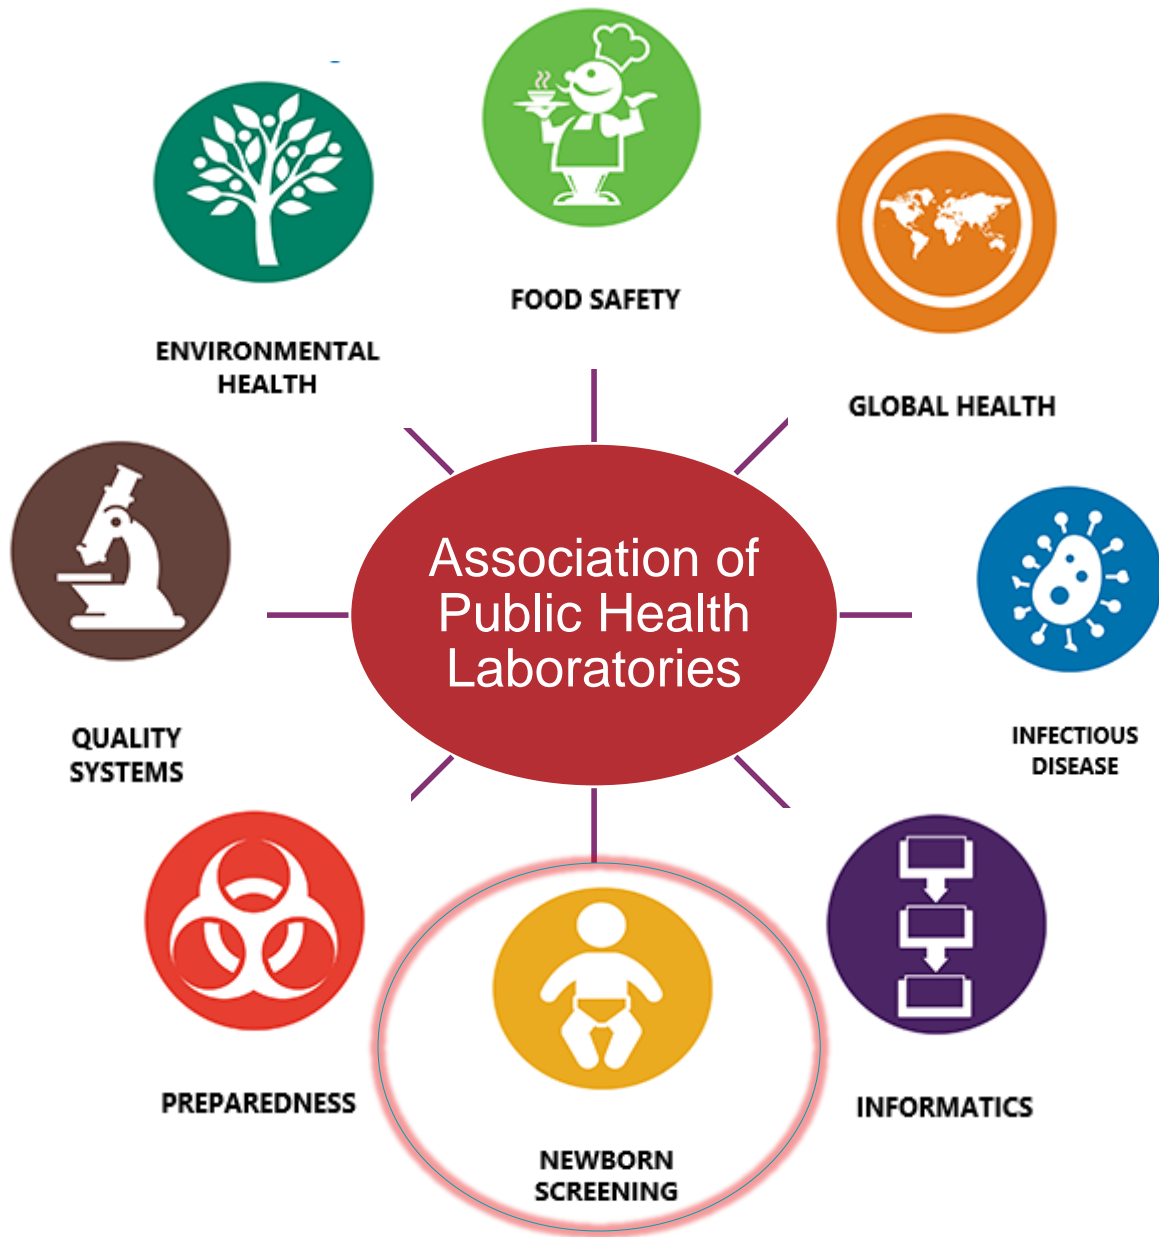 FOOD SAFETY
ENVIRONMENTAL
HEALTH
GLOBAL HEALTH
Association of
Public Health
Laboratories
QUALITY
SYSTEMS
INFECTIOUS
DISEASE
PREPAREDNESS
INFORMATICS
NEWBORN
SCREENING